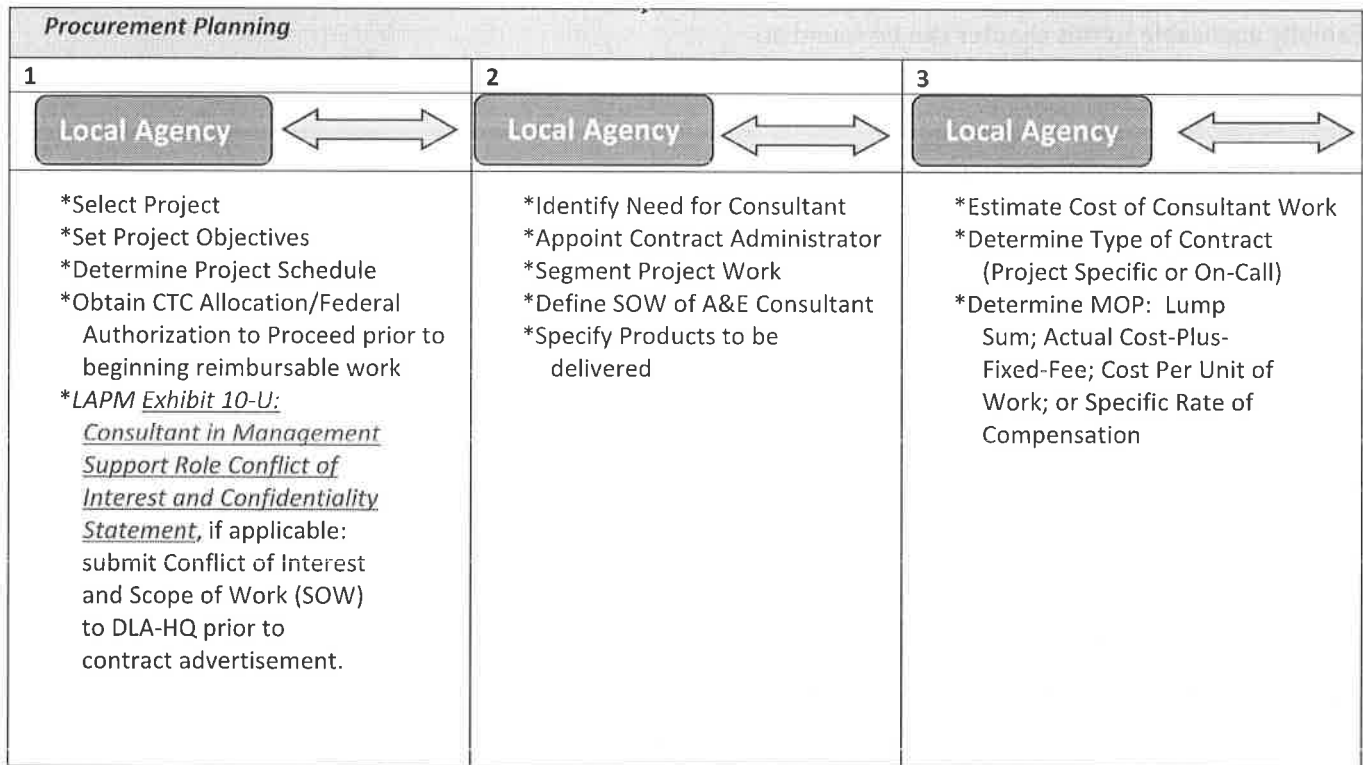 Procurement Planning
1
2
3
Local Agency
Local Agency
Local Agency
*Select Project
*Set Project Objectives
*Determine Project Schedule
*Obtain CTC Allocation/Federal
Authorization to Proceed prior to
beginning reimbursable work
*LAPM Exhibit 10-U:
Consultant in Management
Support Role Conflict of
Interest and Confidentiality
Statement, if applicable:
submit Conflict of Interest
and Scope of Work (SOW)
to DLA-HQ prior to
contract advertisement.
*Identify Need for Consultant
*Appoint Contract Administrator
*Segment Project Work
*Define SOW of A&E Consultant
*Specify Products to be
delivered
*Estimate Cost of Consultant Work
*Determine Type of Contract
(Project Specific or On-Call)
*Determine MOP: Lump
Sum; Actual Cost-Plus-
Fixed-Fee; Cost Per Unit of
Work; or Specific Rate of
Compensation